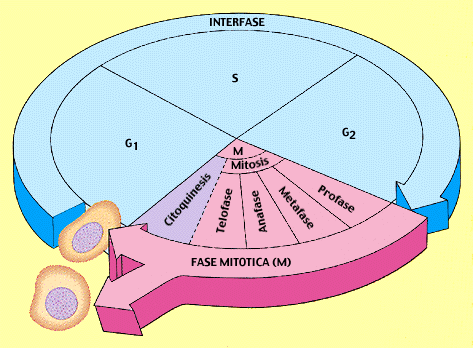 INTERFASE
S
G1
G2
M
Mitosis
Citoquinesis
Telofase
Anafase
Metafase
Profase
FASE MITOTICA (M)